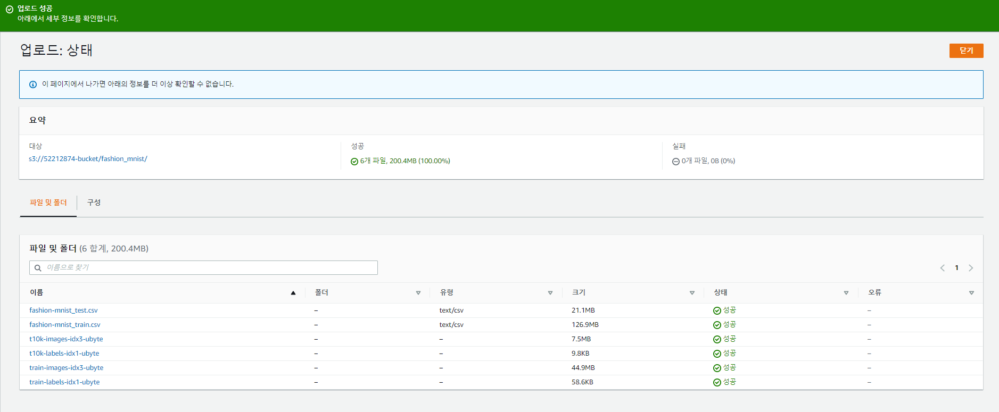 업로드 성공
아래에서 세부 정보를 확인합니다.
업로드: 상태
닫기
이 페이지에서 나가면 아래의 정보를 더 이상 확인할 수 없습니다.
요약
대상 성공 실패
s3://52212874-bucket/fashion_mnist/ 6개 파일, 200.4MB (100.00%) 0개 파일, 0B (0%)
파일 및 폴더 구성
파일 및 폴더 (6 합계, 200.4MB)
이름으로 찾기
1
이름 폴더 유형 크기 상태 오류
fashion-mnist_test.csv – text/csv 21.1MB 성공 –
fashion-mnist_train.csv – text/csv 126.9MB 성공 –
t10k-images-idx3-ubyte – – 7.5MB 성공 –
t10k-labels-idx1-ubyte – – 9.8KB 성공 –
train-images-idx3-ubyte – – 44.9MB 성공 –
train-labels-idx1-ubyte – – 58.6KB 성공 –